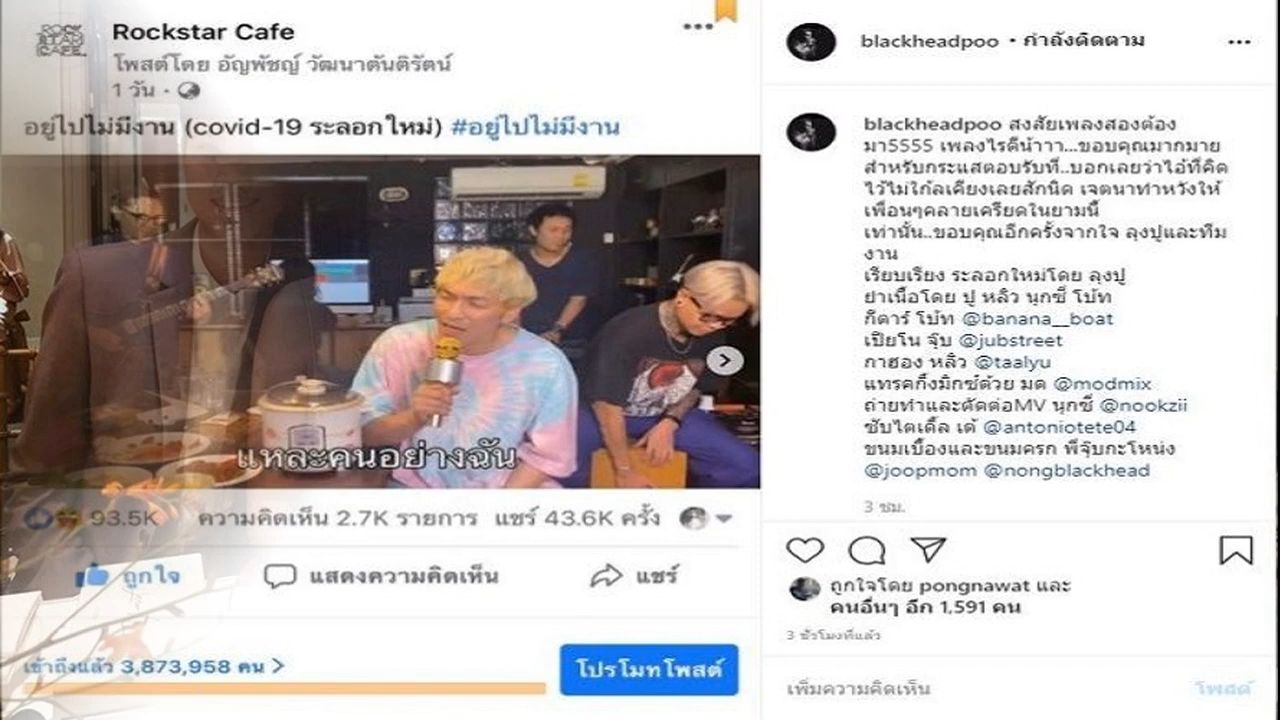 ROCK
STAR
CAFE
Rockstar Cafe
โพสต์โดย อัญพัชญ์ วัฒนาตันติรัตน์
1 วัน ·
อยู่ไปไม่มีงาน (covid-19 ระลอกใหม่) #อยู่ไปไม่มีงาน
แหละคนอย่างฉัน
93.5K ความคิดเห็น 2.7K รายการ แชร์ 43.6K ครั้ง
ถูกใจ แสดงความคิดเห็น แชร์
เข้าถึงแล้ว 3,873,958 คน >
โปรโมทโพสต์
blackheadpoo • กำลังติดตาม
blackheadpoo สงสัยเพลงสองต้อง
มา5555 เพลงไรดีน้าาา...ขอบคุณมากมาย
สำหรับกระแสตอบรับที่..บอกเลยว่าไอ้ที่คิด
ไว้ไม่ใกล้เคียงเลยสักนิด เจตนาทำหวังให้
เพื่อนๆคลายเครียดในยามนี้
เท่านั้น..ขอบคุณอีกครั้งจากใจ ลุงปูและทีม
งาน
เรียบเรียง ระลอกใหม่โดย ลุงปู
ยำเนื้อโดย ปู หลิว นุกซี่ โบ้ท
กีตาร์ โบ้ท @banana__boat
เปียโน จุ๊บ @jubstreet
กาฮอง หลิว @taalyu
แทรคกิ้งมิกซ์ด้วย มด @modmix
ถ่ายทำและตัดต่อMV นุกซี่ @nookzii
ซับไตเติ้ล เต้ @antoniotete04
ขนมเบื้องและขนมครก พี่จุ๊บกะโหน่ง
@joopmom @nongblackhead
3 ชม.
ถูกใจโดย pongnawat และ
คนอื่นๆ อีก 1,591 คน
3 ชั่วโมงที่แล้ว
เพิ่มความคิดเห็น โพสต์